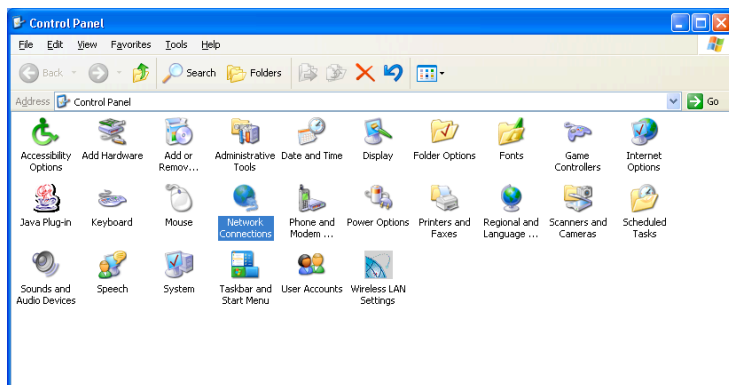 Control Panel
File Edit View Favorites Tools Help
Back Search Folders
Address Control Panel Go
Accessibility Options Add Hardware Add or Remov... Administrative Tools Date and Time Display Folder Options Fonts Game Controllers Internet Options
Java Plug-in Keyboard Mouse Network Connections Phone and Modem ... Power Options Printers and Faxes Regional and Language ... Scanners and Cameras Scheduled Tasks
Sounds and Audio Devices Speech System Taskbar and Start Menu User Accounts Wireless LAN Settings